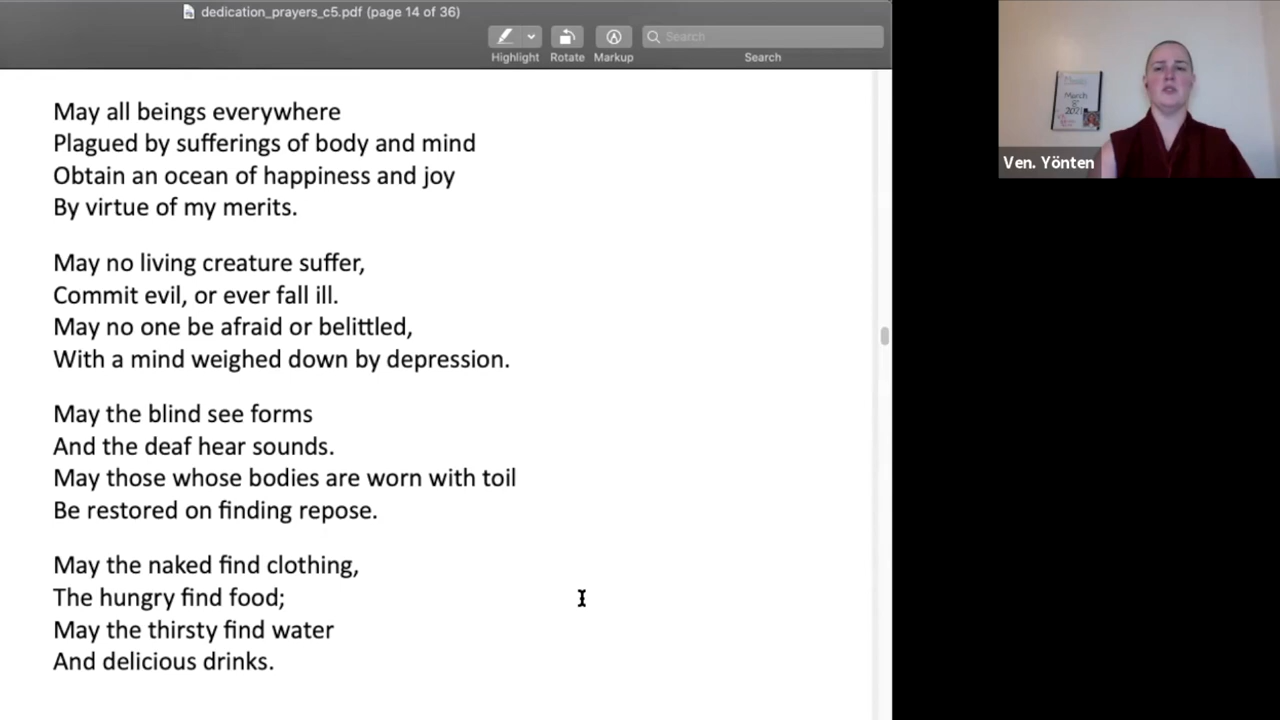 dedication_prayers_c5.pdf (page 14 of 36)
Highlight
Rotate
Markup
Search
Search
May all beings everywhere
Plagued by sufferings of body and mind
Obtain an ocean of happiness and joy
By virtue of my merits.
May no living creature suffer,
Commit evil, or ever fall ill.
May no one be afraid or belittled,
With a mind weighed down by depression.
May the blind see forms
And the deaf hear sounds.
May those whose bodies are worn with toil
Be restored on finding repose.
May the naked find clothing,
The hungry find food;
May the thirsty find water
And delicious drinks.
March
2021
Ven. Yönten